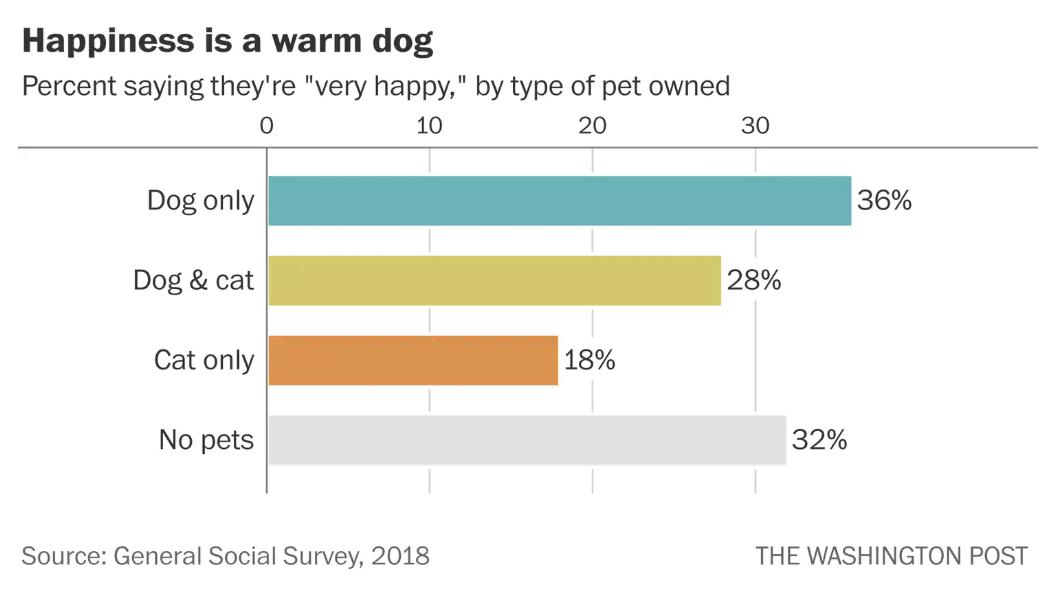 Happiness is a warm dog
Percent saying they're "very happy," by type of pet owned
0 10 20 30
Dog only 36%
Dog & cat 28%
Cat only 18%
No pets 32%
Source: General Social Survey, 2018 THE WASHINGTON POST